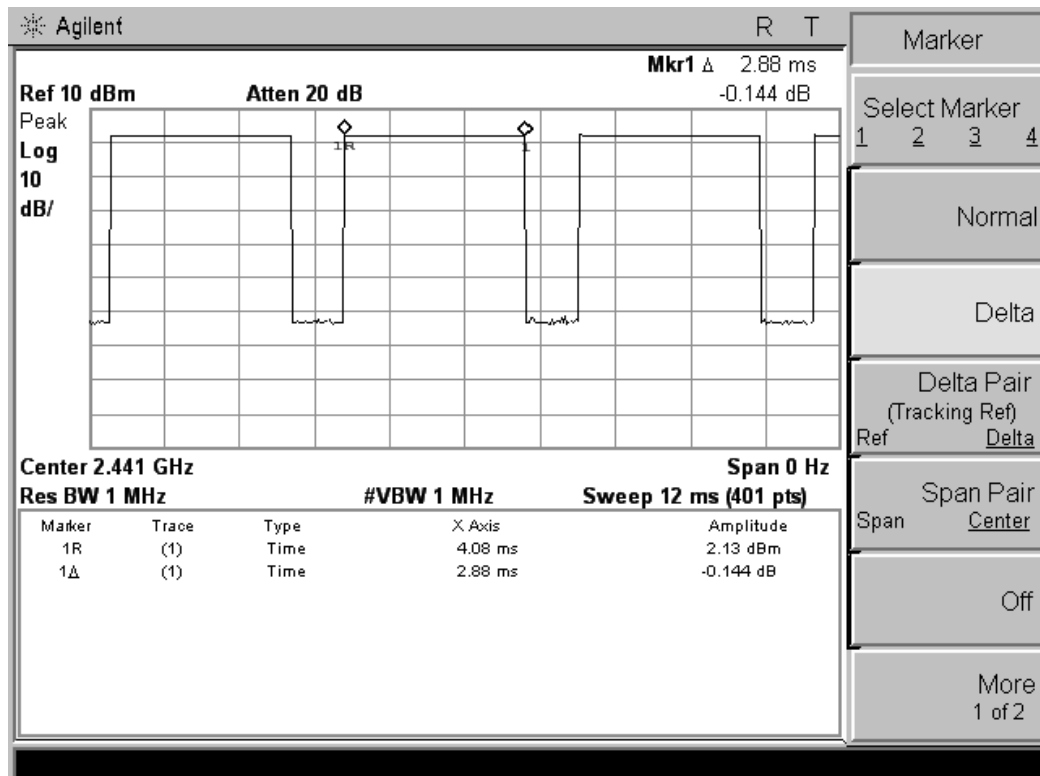 Agilent R T
Mkr1 Δ 2.88 ms
Ref 10 dBm Atten 20 dB -0.144 dB
Peak
Log
10
dB/
1R
1
Center 2.441 GHz Span 0 Hz
Res BW 1 MHz #VBW 1 MHz Sweep 12 ms (401 pts)
Marker Trace Type X Axis Amplitude
1R (1) Time 4.08 ms 2.13 dBm
1Δ (1) Time 2.88 ms -0.144 dB
Marker
Select Marker
1 2 3 4
Normal
Delta
Delta Pair
(Tracking Ref)
Ref Delta
Span Pair
Span Center
Off
More
1 of 2